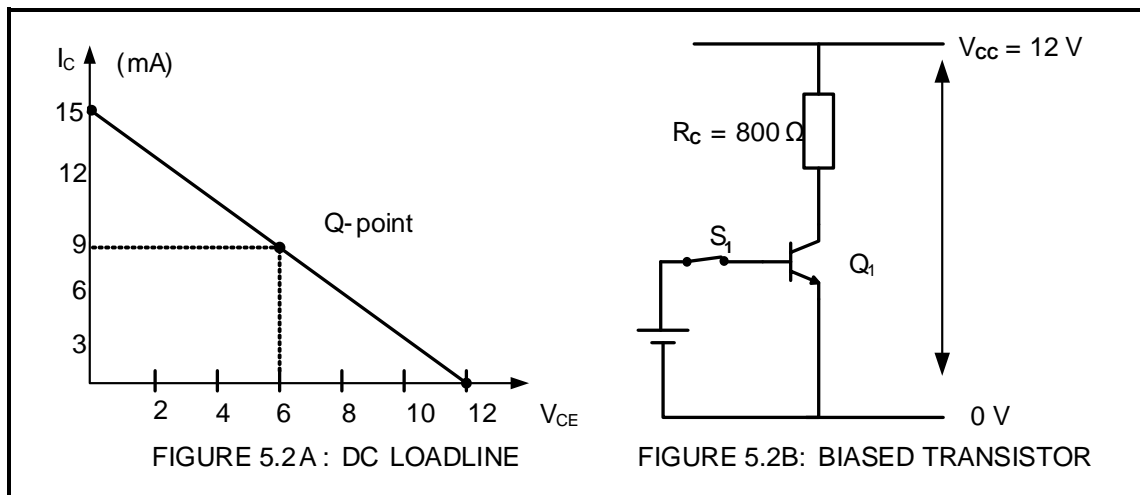 I_C (mA)
15
12
9
6
3
Q-point
2 4 6 8 10 12 V_CE
FIGURE 5.2A : DC LOADLINE
V_CC = 12 V
R_C = 800 Ω
S_1
Q_1
0 V
FIGURE 5.2B: BIASED TRANSISTOR